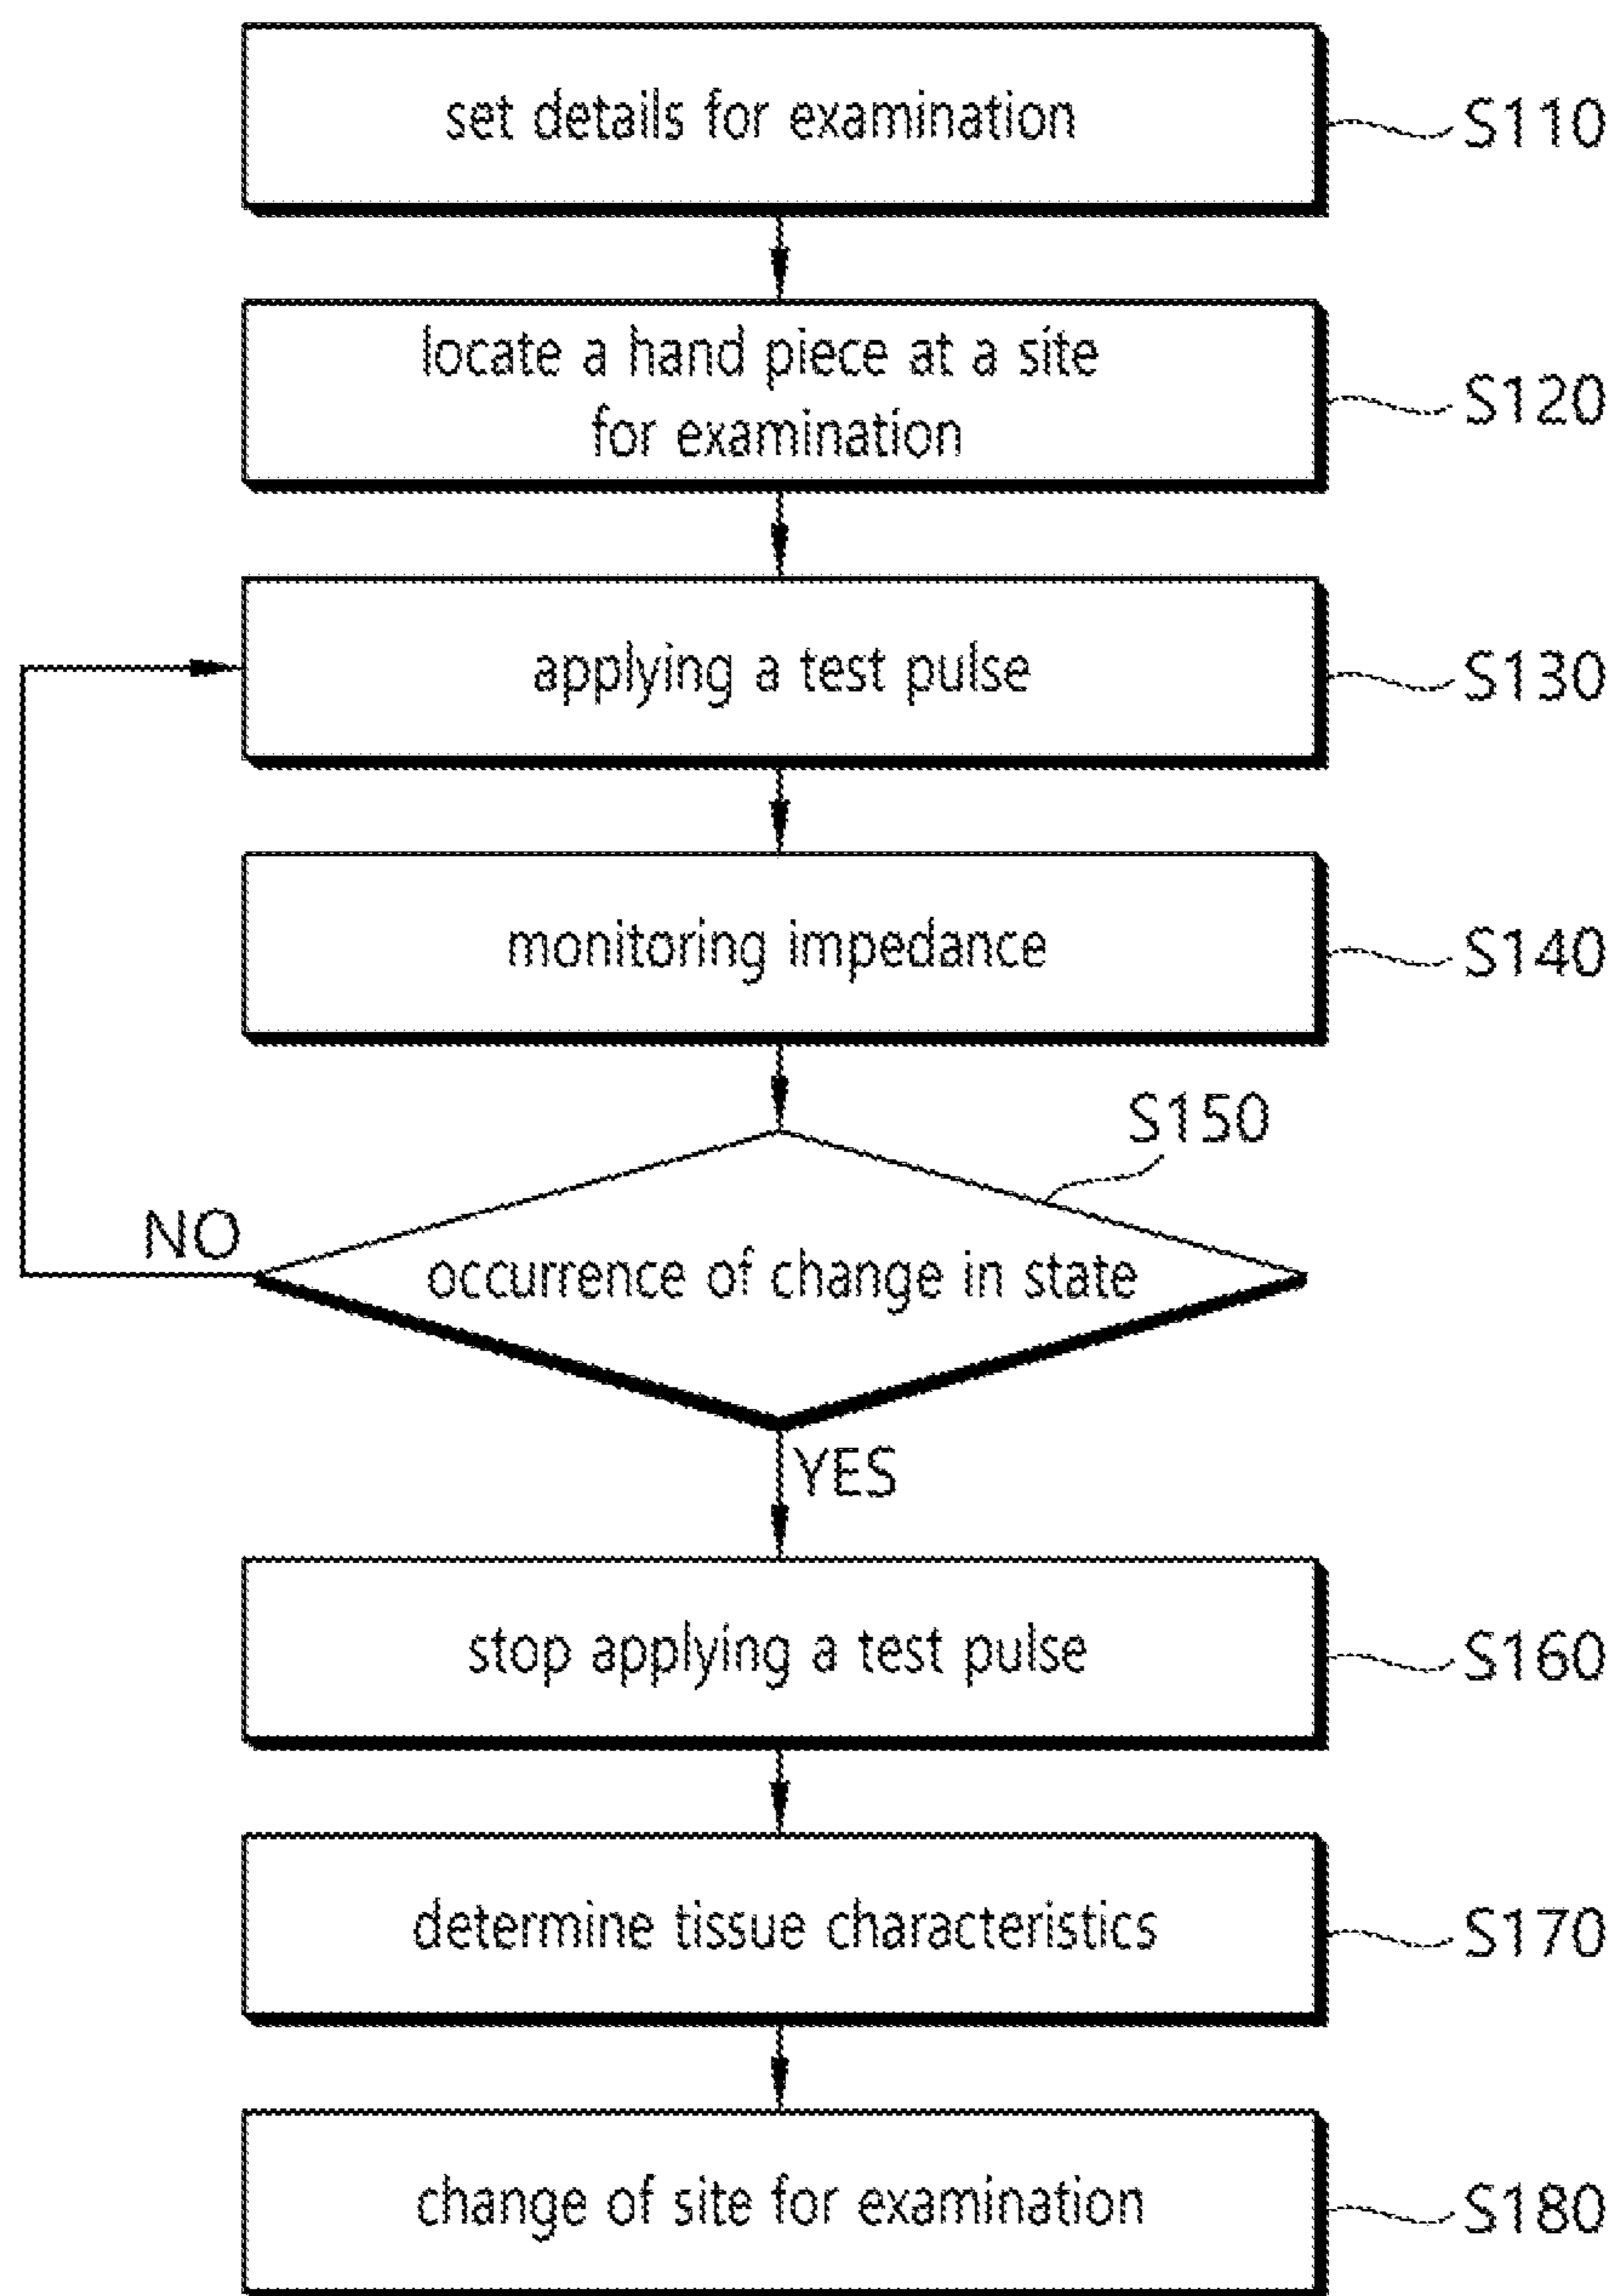 set details for examination
S110
locate a hand piece at a site
for examination
S120
applying a test pulse
S130
monitoring impedance
S140
S150
NO
occurrence of change in state
YES
stop applying a test pulse
S160
determine tissue characteristics
S170
change of site for examination
S180